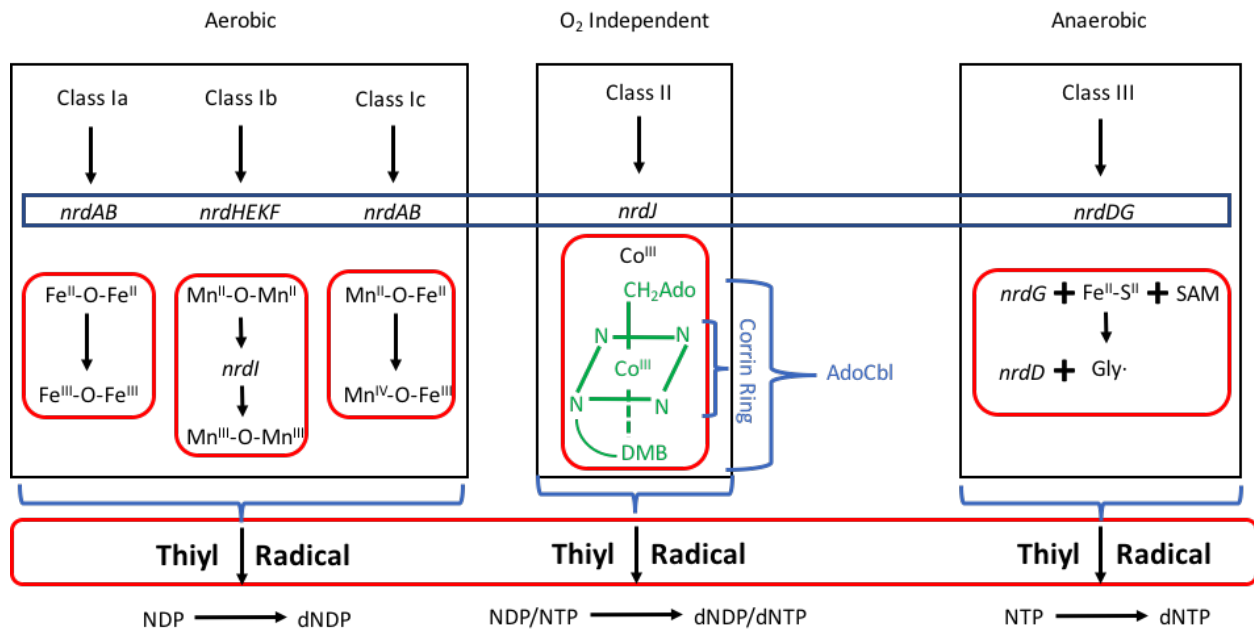 Aerobic
O₂ Independent
Anaerobic
Class Ia
Class Ib
Class Ic
Class II
Class III
nrdAB
nrdHEKF
nrdAB
nrdJ
nrdDG
Feᴵᴵ-O-Feᴵᴵ
Feᴵᴵᴵ-O-Feᴵᴵᴵ
Mnᴵᴵ-O-Mnᴵᴵ
nrdI
Mnᴵᴵᴵ-O-Mnᴵᴵᴵ
Mnᴵᴵ-O-Feᴵᴵ
Mnᴵⱽ-O-Feᴵᴵᴵ
Coᴵᴵᴵ
CH₂Ado
N N
Coᴵᴵᴵ
N N
DMB
Corrin Ring
AdoCbl
nrdG + Feᴵᴵ-Sᴵᴵ + SAM
nrdD + Gly·
Thiyl Radical
Thiyl Radical
Thiyl Radical
NDP dNDP
NDP/NTP dNDP/dNTP
NTP dNTP